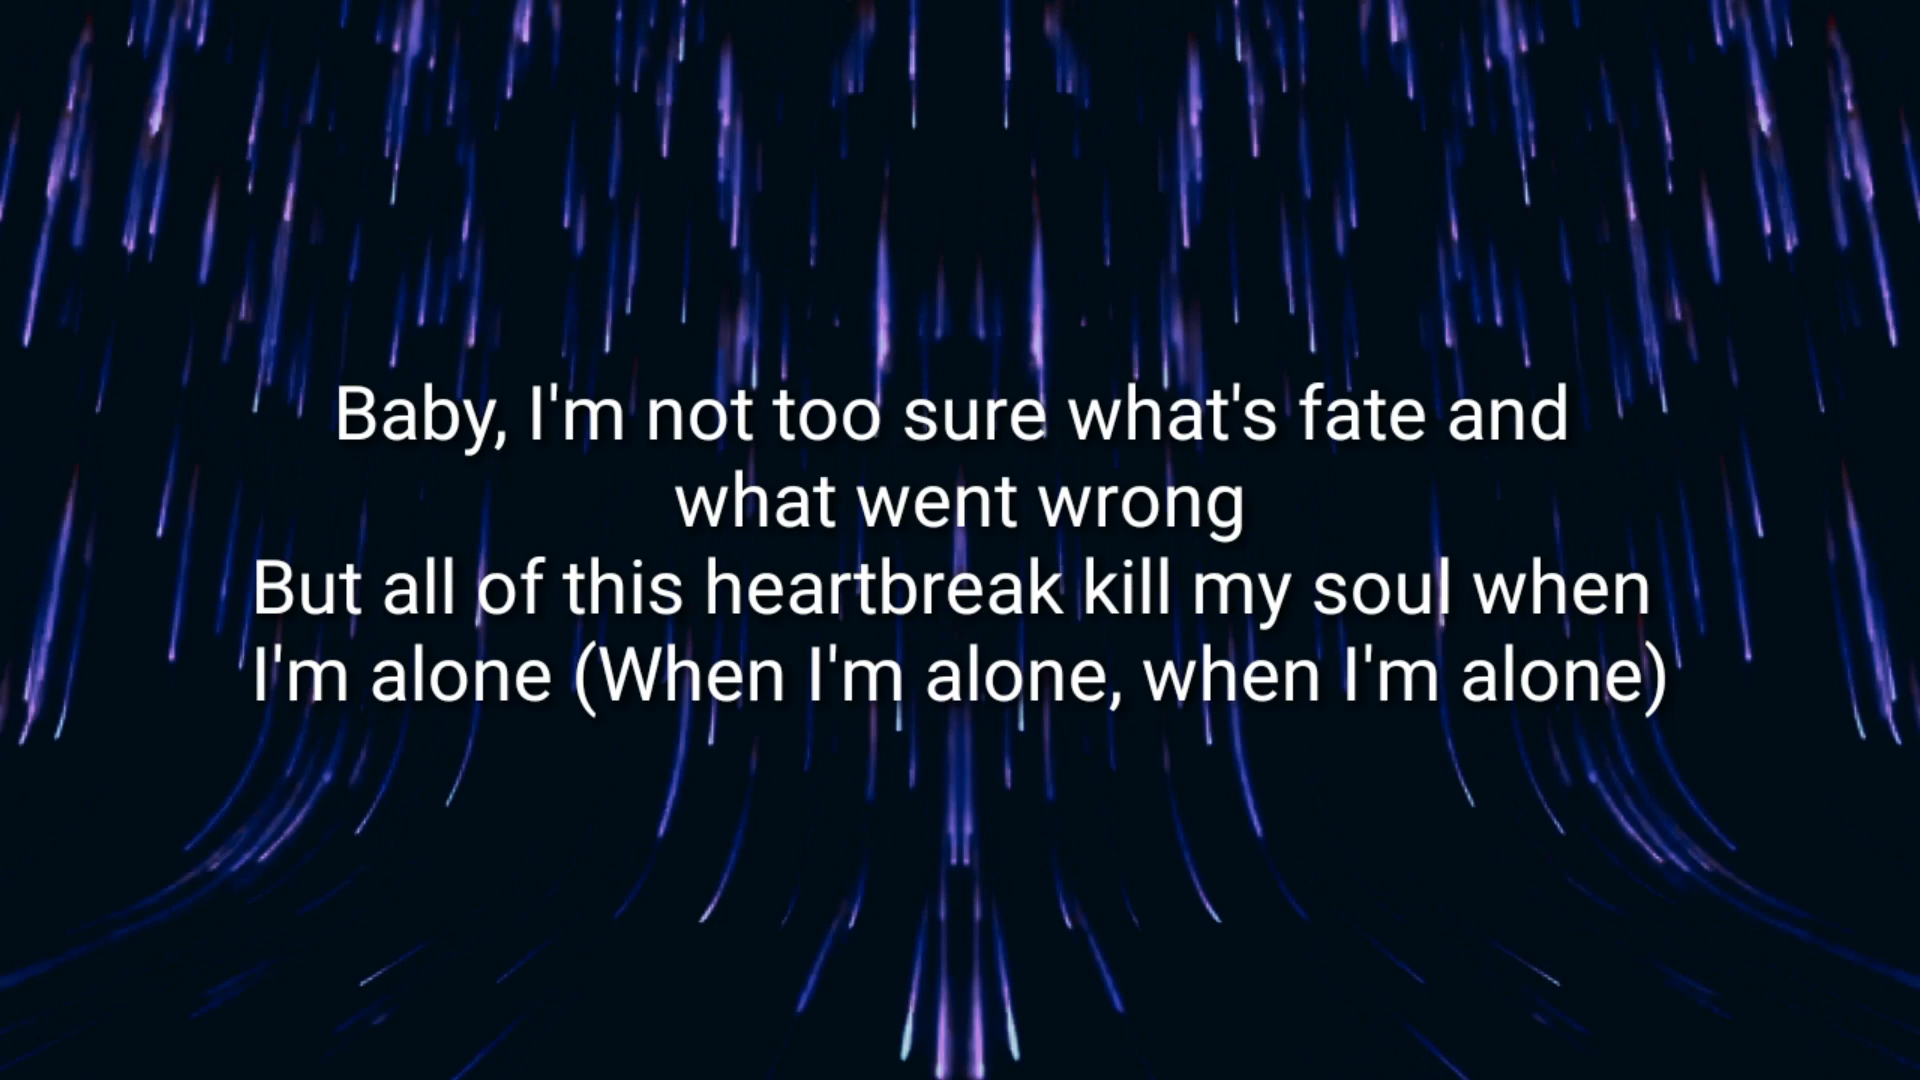 Baby, I'm not too sure what's fate and
what went wrong
But all of this heartbreak kill my soul when
I'm alone (When I'm alone, when I'm alone)